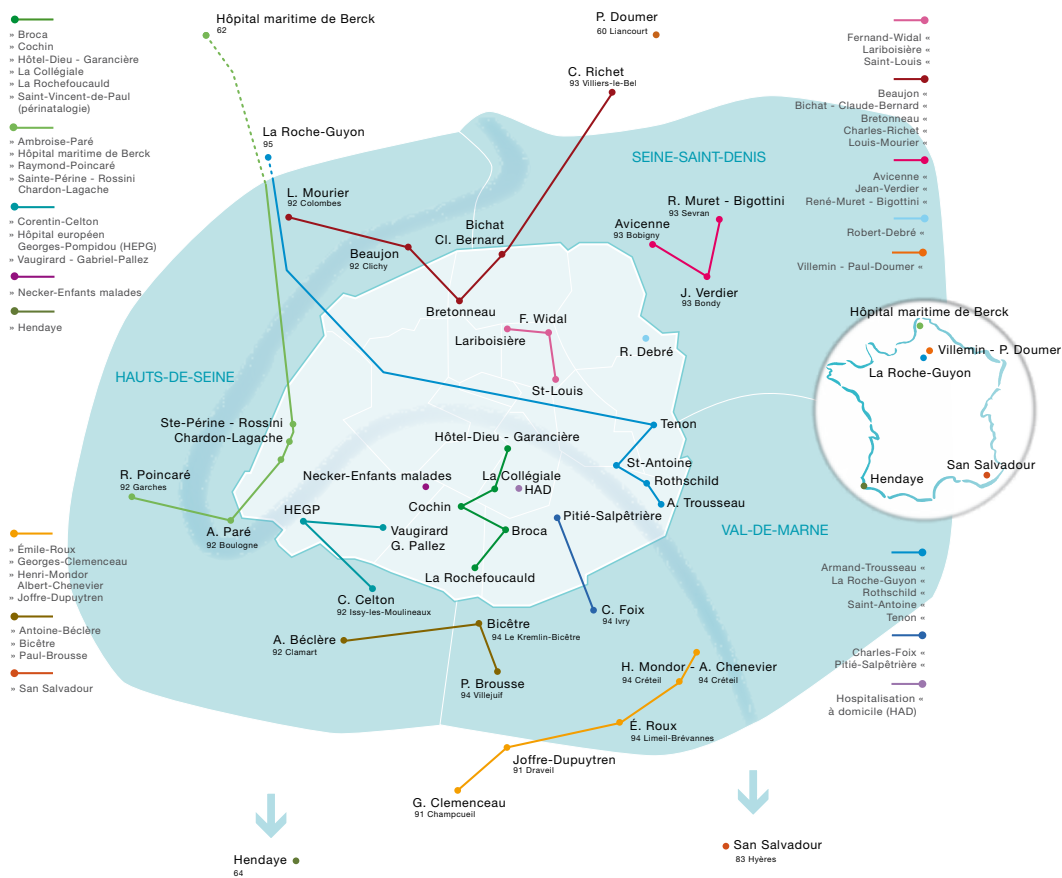 » Broca
» Cochin
» Hôtel-Dieu - Garancière
» La Collégiale
» La Rochefoucauld
» Saint-Vincent-de-Paul
(périnatalogie)
» Ambroise-Paré
» Hôpital maritime de Berck
» Raymond-Poincaré
» Sainte-Périne - Rossini
Chardon-Lagache
» Corentin-Celton
» Hôpital européen
Georges-Pompidou (HEPG)
» Vaugirard - Gabriel-Pallez
» Necker-Enfants malades
» Hendaye
» Émile-Roux
» Georges-Clemenceau
» Henri-Mondor
Albert-Chenevier
» Joffre-Dupuytren
» Antoine-Béclère
» Bicêtre
» Paul-Brousse
» San Salvadour
Hôpital maritime de Berck
62
P. Doumer
60 Liancourt
C. Richet
93 Villiers-le-Bel
La Roche-Guyon
95
SEINE-SAINT-DENIS
L. Mourier
92 Colombes
R. Muret - Bigottini
93 Sevran
Avicenne
93 Bobigny
Bichat
Cl. Bernard
Beaujon
92 Clichy
J. Verdier
93 Bondy
Bretonneau
F. Widal
Lariboisière
R. Debré
HAUTS-DE-SEINE
St-Louis
Ste-Périne - Rossini
Chardon-Lagache
Tenon
Hôtel-Dieu - Garancière
St-Antoine
R. Poincaré
92 Garches
Necker-Enfants malades
La Collégiale
HAD
Rothschild
A. Trousseau
Cochin
HEGP
Pitié-Salpêtrière
A. Paré
92 Boulogne
Vaugirard
G. Pallez
Broca
VAL-DE-MARNE
La Rochefoucauld
C. Celton
92 Issy-les-Moulineaux
C. Foix
94 Ivry
Bicêtre
94 Le Kremlin-Bicêtre
A. Béclère
92 Clamart
P. Brousse
94 Villejuif
H. Mondor - A. Chenevier
94 Créteil
94 Créteil
É. Roux
94 Limeil-Brévannes
Joffre-Dupuytren
91 Draveil
G. Clemenceau
91 Champcueil
Hendaye
64
San Salvadour
83 Hyères
Fernand-Widal «
Lariboisière «
Saint-Louis «
Beaujon «
Bichat - Claude-Bernard «
Bretonneau «
Charles-Richet «
Louis-Mourier «
Avicenne «
Jean-Verdier «
René-Muret - Bigottini «
Robert-Debré «
Villemin - Paul-Doumer «
Hôpital maritime de Berck
Villemin - P. Doumer
La Roche-Guyon
San Salvadour
Hendaye
Armand-Trousseau «
La Roche-Guyon «
Rothschild «
Saint-Antoine «
Tenon «
Charles-Foix «
Pitié-Salpêtrière «
Hospitalisation «
à domicile (HAD)